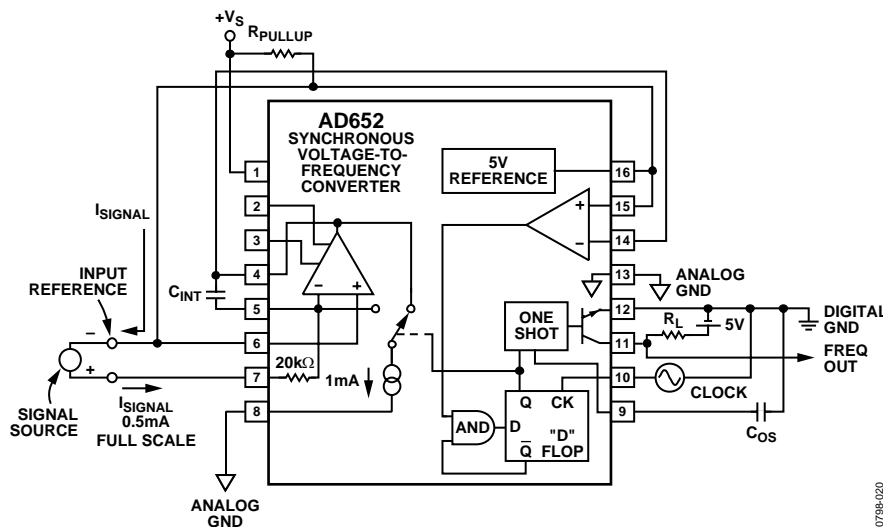 +VS
RPULLUP
AD652
SYNCHRONOUS
VOLTAGE-TO-
FREQUENCY
CONVERTER
5V
REFERENCE
1
2
3
4
5
6
7
8
16
15
14
13
12
11
10
9
ISIGNAL
INPUT
REFERENCE
CINT
–
+
SIGNAL
SOURCE
ISIGNAL
0.5mA
FULL SCALE
ANALOG
GND
20kΩ
1mA
–
+
+
–
ONE
SHOT
AND
D
Q
CK
"D"
FLOP
Q̅
ANALOG
GND
RL
5V
DIGITAL
GND
FREQ
OUT
CLOCK
COS
00798-020